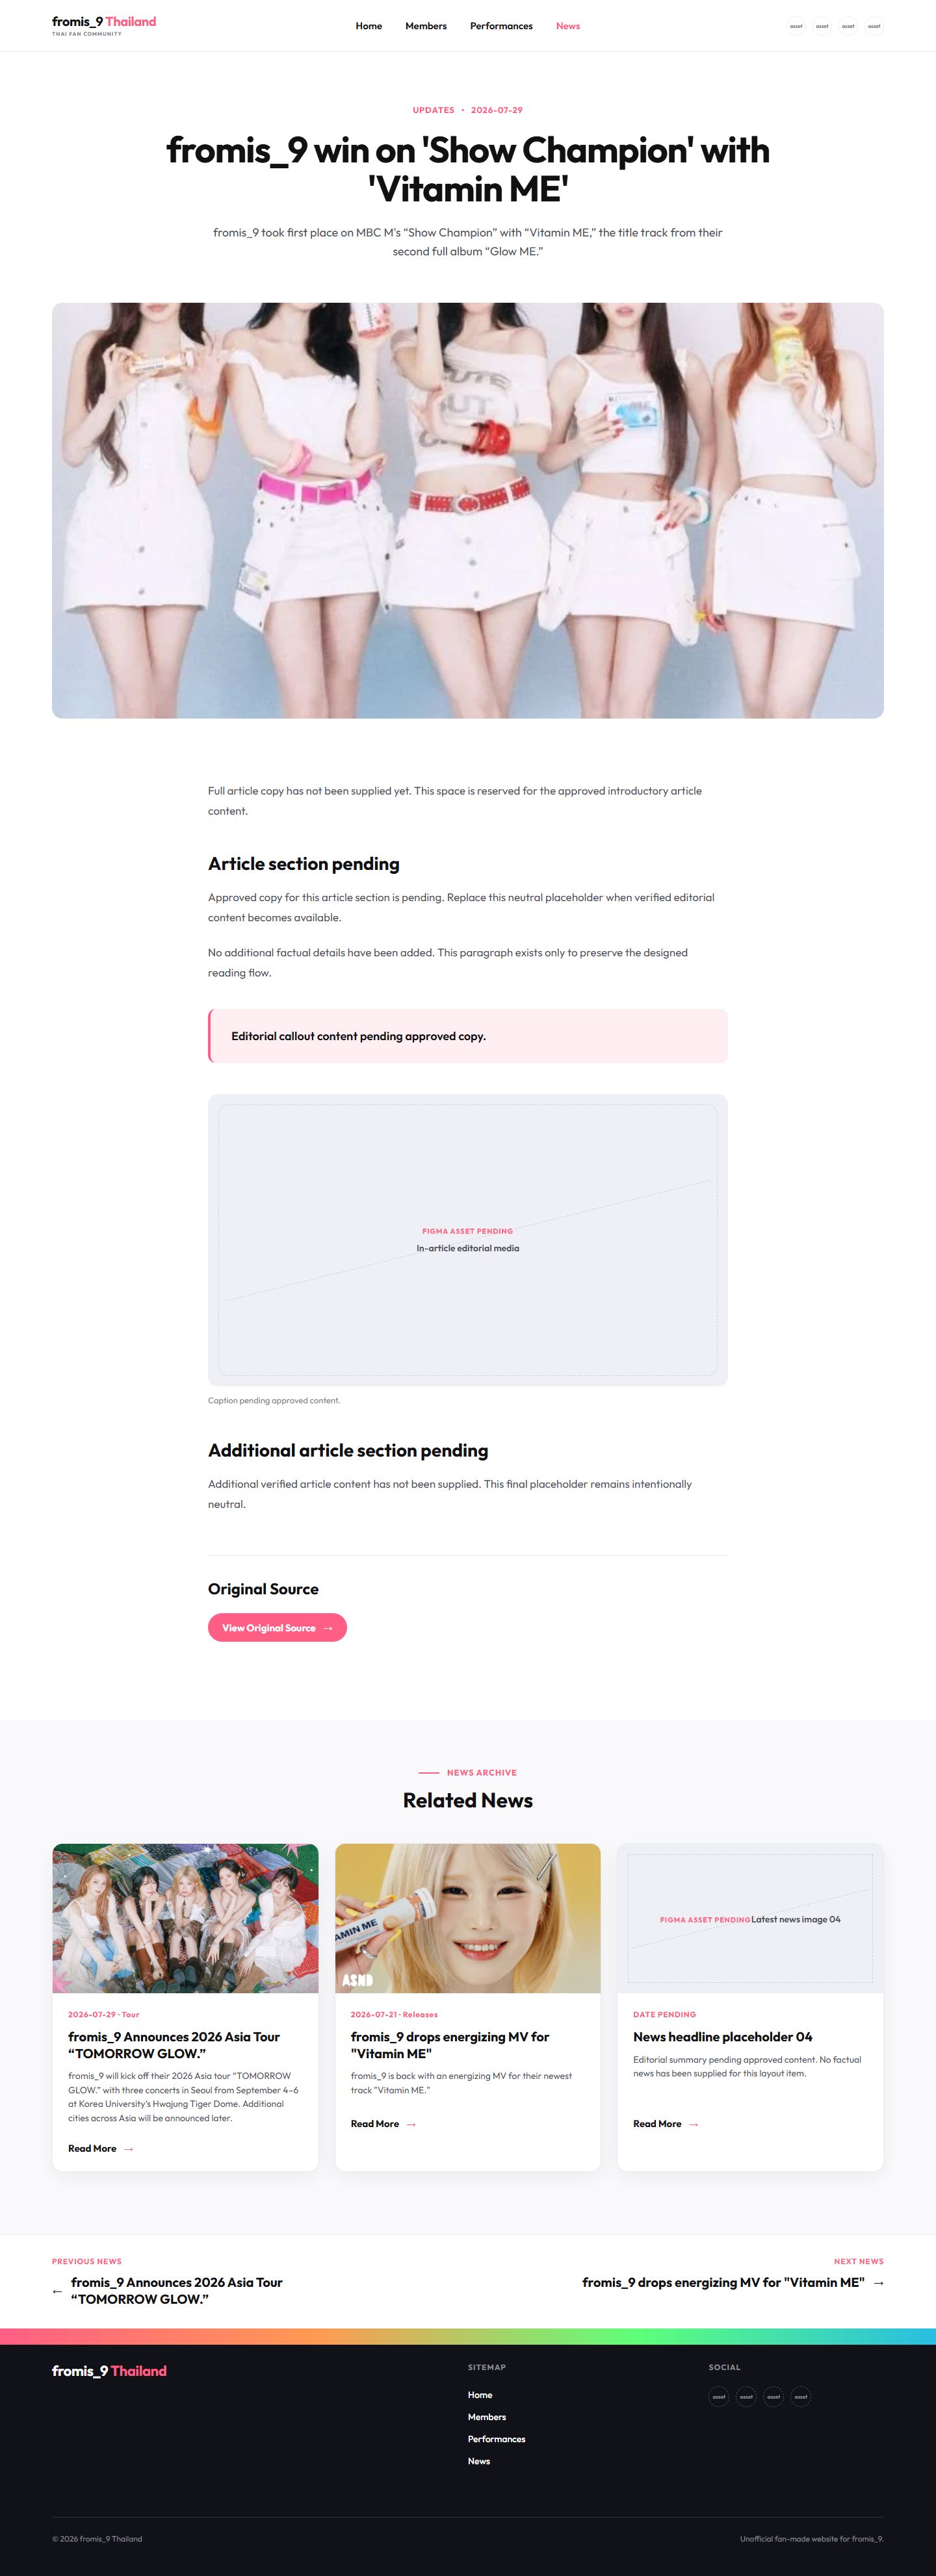 fromis_9 Thailand
THAI FAN COMMUNITY
Home
Members
Performances
News
asset
asset
asset
asset
UPDATES • 2026-07-29
fromis_9 win on 'Show Champion' with
'Vitamin ME'
fromis_9 took first place on MBC M's “Show Champion” with “Vitamin ME,” the title track from their
second full album “Glow ME.”
CUTE
Full article copy has not been supplied yet. This space is reserved for the approved introductory article
content.
Article section pending
Approved copy for this article section is pending. Replace this neutral placeholder when verified editorial
content becomes available.
No additional factual details have been added. This paragraph exists only to preserve the designed
reading flow.
Editorial callout content pending approved copy.
FIGMA ASSET PENDING
In-article editorial media
Caption pending approved content.
Additional article section pending
Additional verified article content has not been supplied. This final placeholder remains intentionally
neutral.
Original Source
View Original Source →
NEWS ARCHIVE
Related News
2026-07-29 · Tour
fromis_9 Announces 2026 Asia Tour
“TOMORROW GLOW.”
fromis_9 will kick off their 2026 Asia tour “TOMORROW
GLOW.” with three concerts in Seoul from September 4–6
at Korea University's Hwajung Tiger Dome. Additional
cities across Asia will be announced later.
Read More →
AMIN ME
ASND
2026-07-21 · Releases
fromis_9 drops energizing MV for
"Vitamin ME"
fromis_9 is back with an energizing MV for their newest
track "Vitamin ME."
Read More →
FIGMA ASSET PENDING Latest news image 04
DATE PENDING
News headline placeholder 04
Editorial summary pending approved content. No factual
news has been supplied for this layout item.
Read More →
PREVIOUS NEWS
← fromis_9 Announces 2026 Asia Tour
“TOMORROW GLOW.”
NEXT NEWS
fromis_9 drops energizing MV for "Vitamin ME" →
fromis_9 Thailand
SITEMAP
Home
Members
Performances
News
SOCIAL
asset
asset
asset
asset
© 2026 fromis_9 Thailand
Unofficial fan-made website for fromis_9.